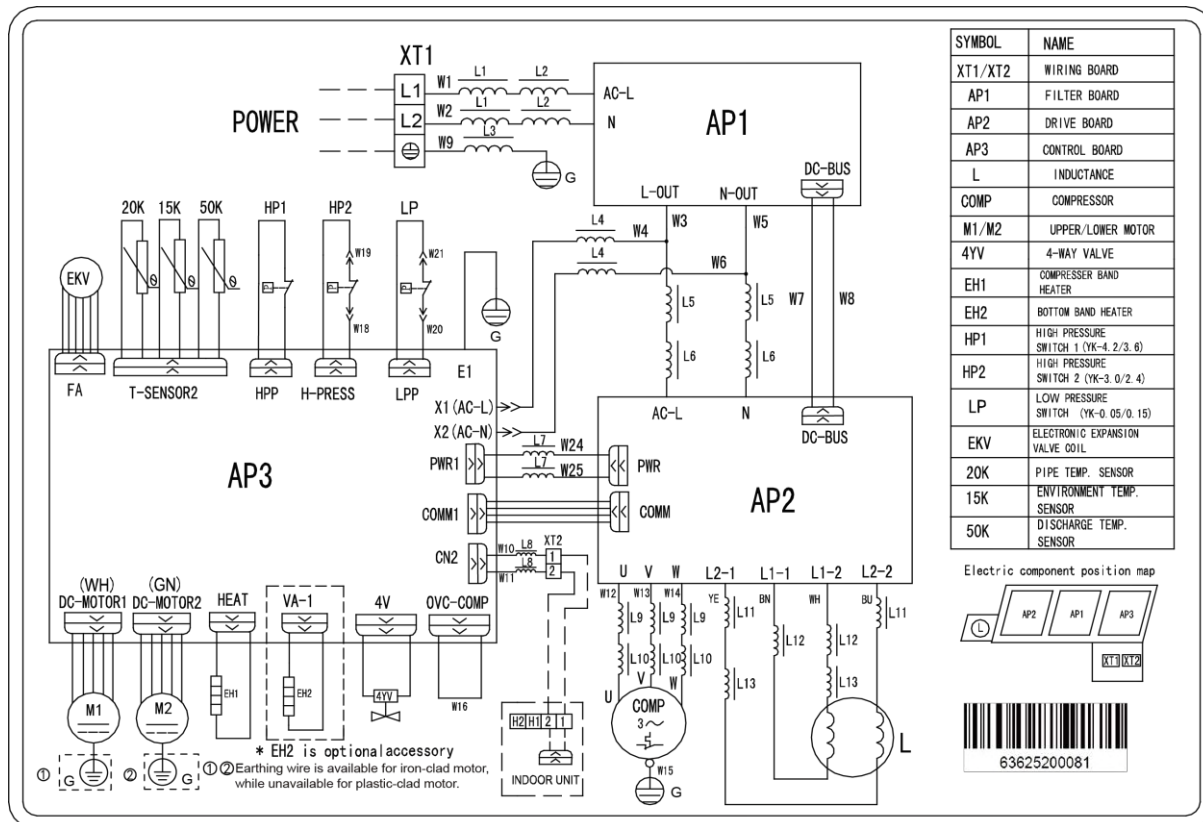 XT1
POWER
L1
L2
W1
L1
L2
W2
L1
L2
W9
L3
G
AC-L
N
AP1
DC-BUS
L-OUT
N-OUT
20K
15K
50K
HP1
HP2
LP
EKV
θ
θ
θ
P
P
P
W19
W18
W21
W20
G
L4
W4
W3
W5
L4
W6
L5
L5
W7
W8
L6
L6
FA
T-SENSOR2
HPP
H-PRESS
LPP
E1
X1(AC-L)
X2(AC-N)
AP3
PWR1
L7
W24
L7
W25
PWR
COMM1
COMM
CN2
W10
L8
XT2
W11
L8
1
2
AC-L
N
DC-BUS
AP2
U
V
W
L2-1
L1-1
L1-2
L2-2
W12
W13
W14
YE
BN
WH
BU
L9
L9
L9
L11
L12
L12
L11
L10
L10
L10
L13
L13
U
V
W
COMP
3~
W15
G
L
(WH)
DC-MOTOR1
(GN)
DC-MOTOR2
HEAT
VA-1
4V
OVC-COMP
EH1
EH2
4YV
W16
M1
M2
① G
② G
* EH2 is optional accessory
①②Earthing wire is available for iron-clad motor,
while unavailable for plastic-clad motor.
H2 H1 2 1
INDOOR UNIT
SYMBOL NAME
XT1/XT2 WIRING BOARD
AP1 FILTER BOARD
AP2 DRIVE BOARD
AP3 CONTROL BOARD
L INDUCTANCE
COMP COMPRESSOR
M1/M2 UPPER/LOWER MOTOR
4YV 4-WAY VALVE
EH1 COMPRESSER BAND
HEATER
EH2 BOTTOM BAND HEATER
HP1 HIGH PRESSURE
SWITCH 1 (YK-4.2/3.6)
HP2 HIGH PRESSURE
SWITCH 2 (YK-3.0/2.4)
LP LOW PRESSURE
SWITCH (YK-0.05/0.15)
EKV ELECTRONIC EXPANSION
VALVE COIL
20K PIPE TEMP. SENSOR
15K ENVIRONMENT TEMP.
SENSOR
50K DISCHARGE TEMP.
SENSOR
Electric component position map
L
AP2
AP1
AP3
XT1 XT2
63625200081